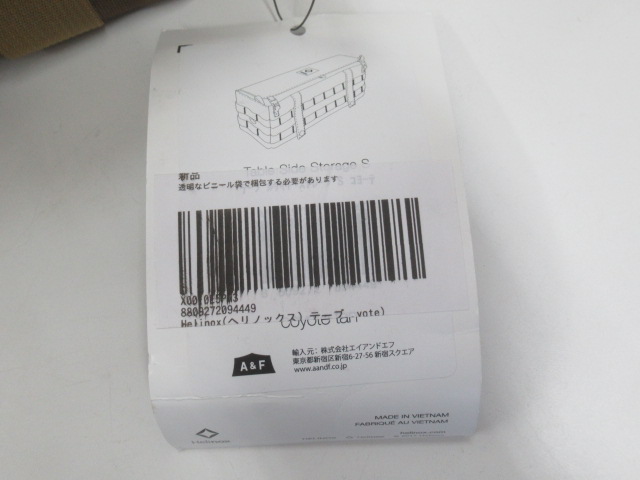 Table Side Storage S
新品
透明なビニール袋で梱包する必要があります
8809272094449
Helinox(ヘリノックス) テーブ
vote)
Coyote Tan
A&F
輸入元：株式会社エイアンドエフ
東京都新宿区新宿6-27-56 新宿スクエア
www.aandf.co.jp
MADE IN VIETNAM
FABRIQUÉ AU VIETNAM
Helinox